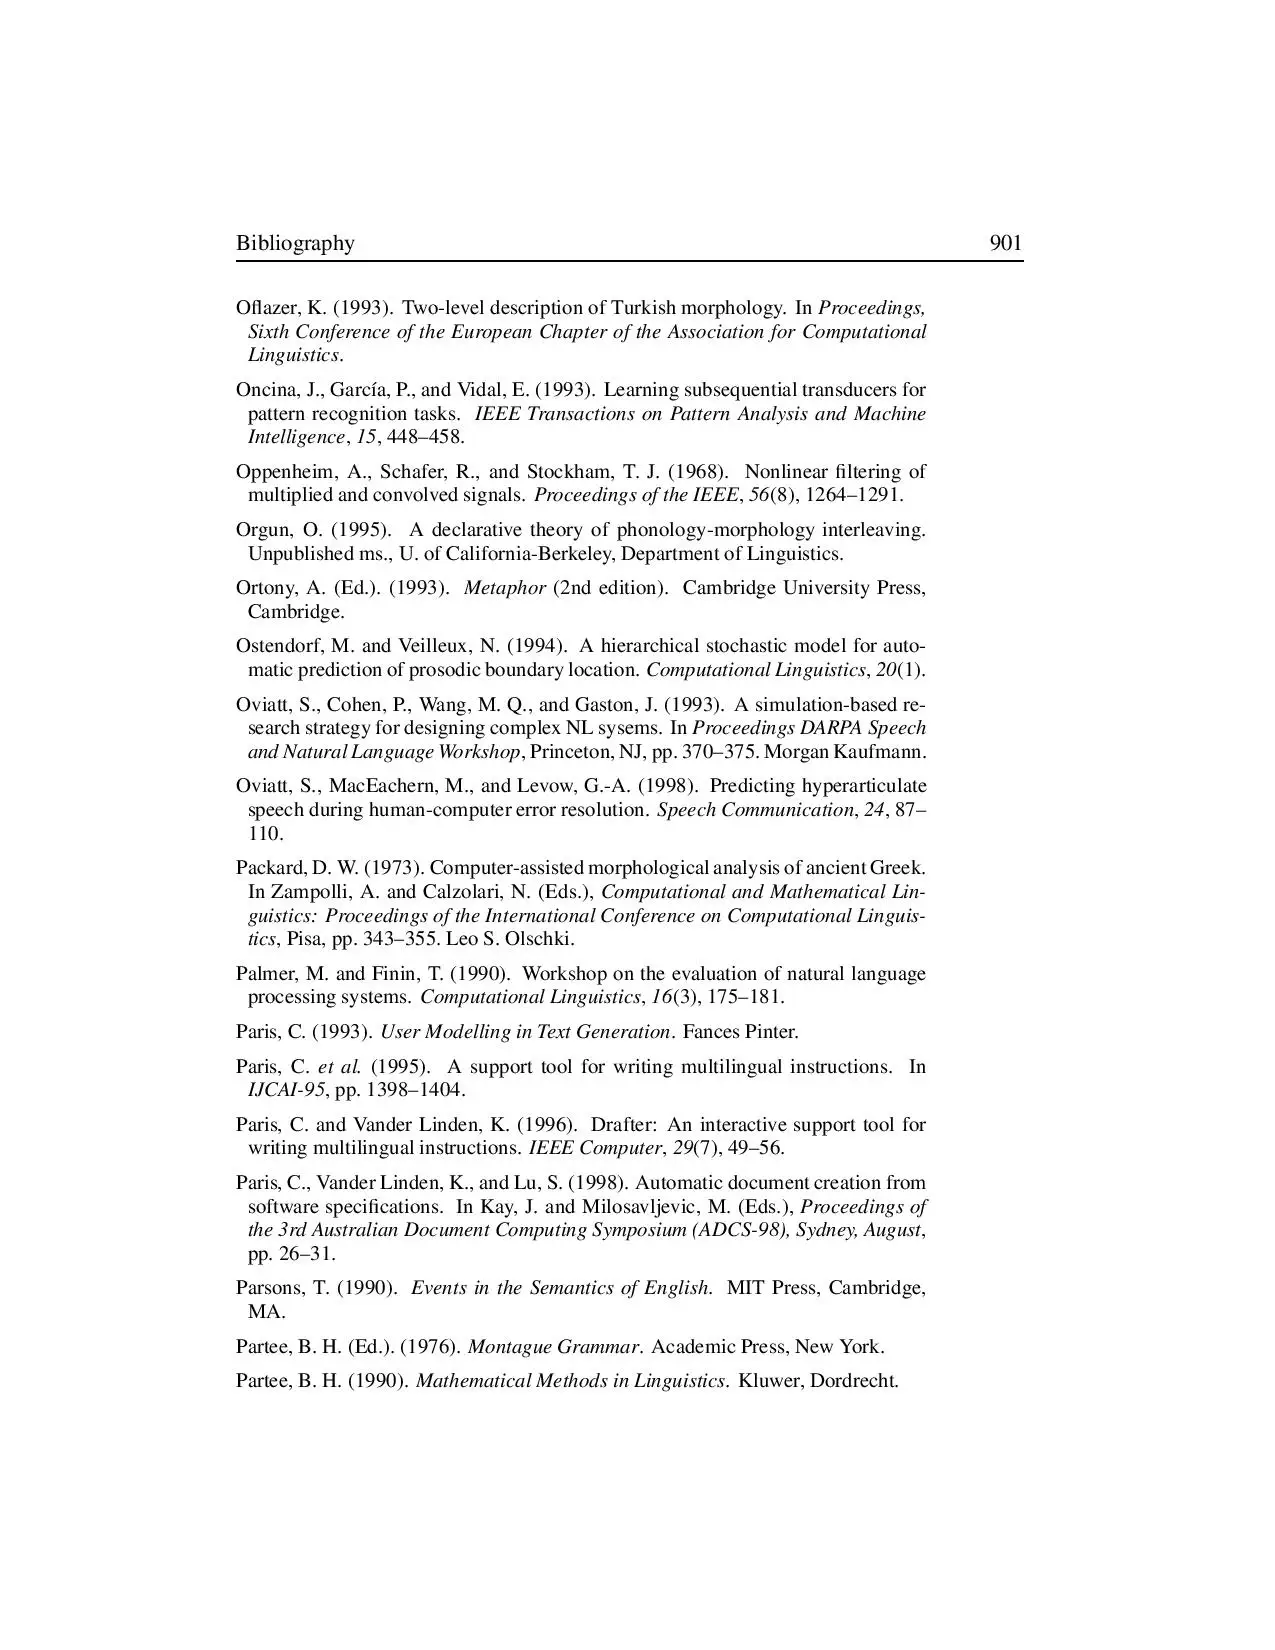 Bibliography 901
Oflazer, K. (1993). Two-level description of Turkish morphology. In Proceedings,
Sixth Conference of the European Chapter of the Association for Computational
Linguistics.
Oncina, J., García, P., and Vidal, E. (1993). Learning subsequential transducers for
pattern recognition tasks. IEEE Transactions on Pattern Analysis and Machine
Intelligence, 15, 448–458.
Oppenheim, A., Schafer, R., and Stockham, T. J. (1968). Nonlinear filtering of
multiplied and convolved signals. Proceedings of the IEEE, 56(8), 1264–1291.
Orgun, O. (1995). A declarative theory of phonology-morphology interleaving.
Unpublished ms., U. of California-Berkeley, Department of Linguistics.
Ortony, A. (Ed.). (1993). Metaphor (2nd edition). Cambridge University Press,
Cambridge.
Ostendorf, M. and Veilleux, N. (1994). A hierarchical stochastic model for auto-
matic prediction of prosodic boundary location. Computational Linguistics, 20(1).
Oviatt, S., Cohen, P., Wang, M. Q., and Gaston, J. (1993). A simulation-based re-
search strategy for designing complex NL sysems. In Proceedings DARPA Speech
and Natural Language Workshop, Princeton, NJ, pp. 370–375. Morgan Kaufmann.
Oviatt, S., MacEachern, M., and Levow, G.-A. (1998). Predicting hyperarticulate
speech during human-computer error resolution. Speech Communication, 24, 87–
110.
Packard, D. W. (1973). Computer-assisted morphological analysis of ancient Greek.
In Zampolli, A. and Calzolari, N. (Eds.), Computational and Mathematical Lin-
guistics: Proceedings of the International Conference on Computational Linguis-
tics, Pisa, pp. 343–355. Leo S. Olschki.
Palmer, M. and Finin, T. (1990). Workshop on the evaluation of natural language
processing systems. Computational Linguistics, 16(3), 175–181.
Paris, C. (1993). User Modelling in Text Generation. Fances Pinter.
Paris, C. et al. (1995). A support tool for writing multilingual instructions. In
IJCAI-95, pp. 1398–1404.
Paris, C. and Vander Linden, K. (1996). Drafter: An interactive support tool for
writing multilingual instructions. IEEE Computer, 29(7), 49–56.
Paris, C., Vander Linden, K., and Lu, S. (1998). Automatic document creation from
software specifications. In Kay, J. and Milosavljevic, M. (Eds.), Proceedings of
the 3rd Australian Document Computing Symposium (ADCS-98), Sydney, August,
pp. 26–31.
Parsons, T. (1990). Events in the Semantics of English. MIT Press, Cambridge,
MA.
Partee, B. H. (Ed.). (1976). Montague Grammar. Academic Press, New York.
Partee, B. H. (1990). Mathematical Methods in Linguistics. Kluwer, Dordrecht.